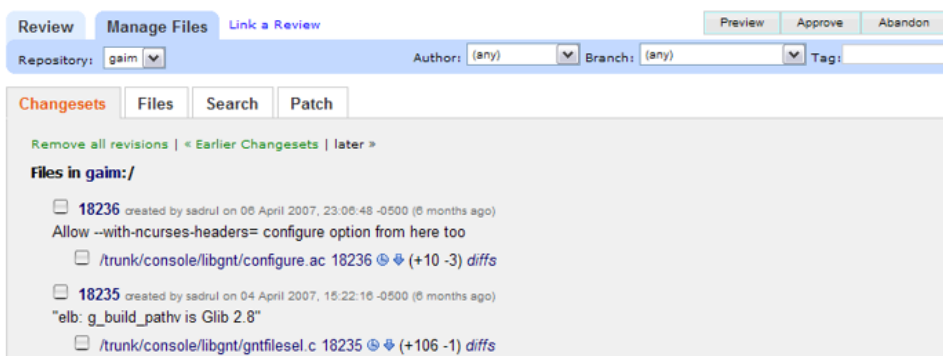 Review Manage Files Link a Review Preview Approve Abandon
Repository: gaim Author: (any) Branch: (any) Tag:
Changesets Files Search Patch
Remove all revisions | « Earlier Changesets | later »
Files in gaim:/
18236 created by sadrul on 06 April 2007, 23:06:48 -0500 (6 months ago)
Allow --with-ncurses-headers= configure option from here too
/trunk/console/libgnt/configure.ac 18236 (+10 -3) diffs
18235 created by sadrul on 04 April 2007, 15:22:16 -0500 (6 months ago)
"elb: g_build_pathv is Glib 2.8"
/trunk/console/libgnt/gntfilesel.c 18235 (+106 -1) diffs